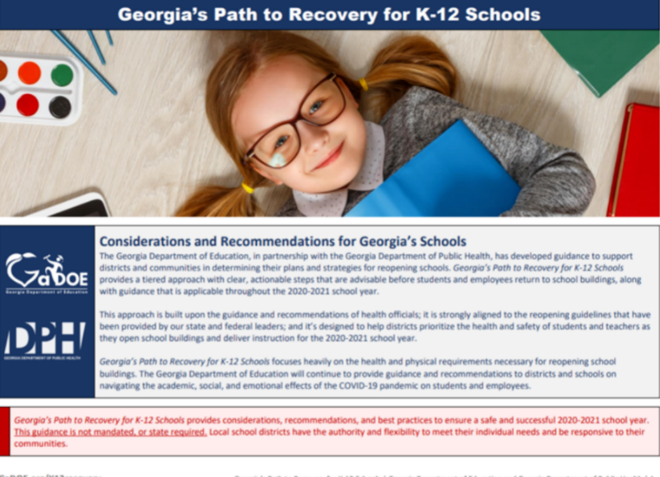 Georgia's Path to Recovery for K-12 Schools
Considerations and Recommendations for Georgia's Schools
The Georgia Department of Education, in partnership with the Georgia Department of Public Health, has developed guidance to support
districts and communities in determining their plans and strategies for reopening schools. Georgia's Path to Recovery for K-12 Schools
provides a tiered approach with clear, actionable steps that are advisable before students and employees return to school buildings, along
with guidance that is applicable throughout the 2020-2021 school year.
GaDOE
Georgia Department of Education
This approach is built upon the guidance and recommendations of health officials; it is strongly aligned to the reopening guidelines that have
been provided by our state and federal leaders; and it's designed to help districts prioritize the health and safety of students and teachers as
they open school buildings and deliver instruction for the 2020-2021 school year.
DPH
GEORGIA DEPARTMENT OF PUBLIC HEALTH
Georgia's Path to Recovery for K-12 Schools focuses heavily on the health and physical requirements necessary for reopening school
buildings. The Georgia Department of Education will continue to provide guidance and recommendations to districts and schools on
navigating the academic, social, and emotional effects of the COVID-19 pandemic on students and employees.
Georgia's Path to Recovery for K-12 Schools provides considerations, recommendations, and best practices to ensure a safe and successful 2020-2021 school year.
This guidance is not mandated, or state required. Local school districts have the authority and flexibility to meet their individual needs and be responsive to their
communities.